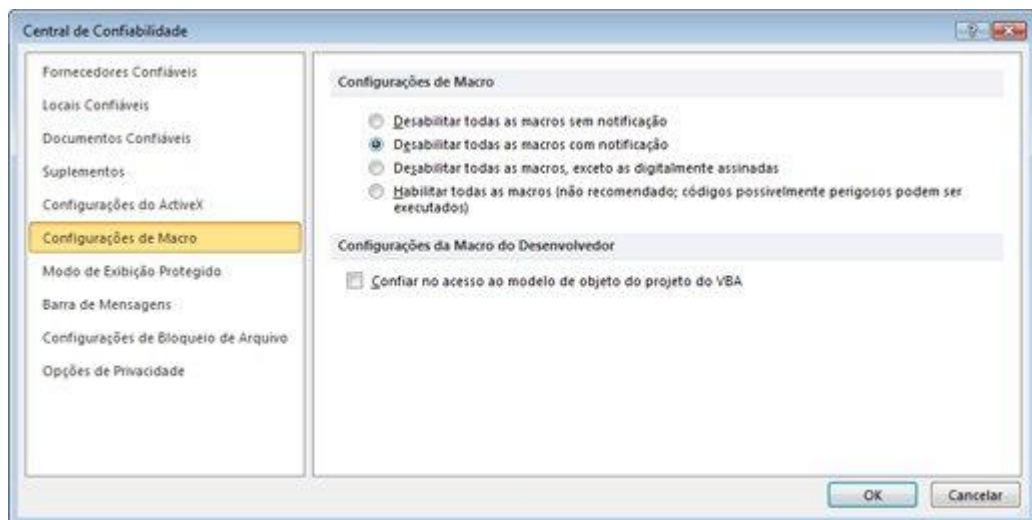 Central de Confiabilidade
Fornecedores Confiáveis
Locais Confiáveis
Documentos Confiáveis
Suplementos
Configurações do ActiveX
Configurações de Macro
Modo de Exibição Protegido
Barra de Mensagens
Configurações de Bloqueio de Arquivo
Opções de Privacidade
Configurações de Macro
Desabilitar todas as macros sem notificação
Desabilitar todas as macros com notificação
Desabilitar todas as macros, exceto as digitalmente assinadas
Habilitar todas as macros (não recomendado; códigos possivelmente perigosos podem ser
executados)
Configurações da Macro do Desenvolvedor
Confiar no acesso ao modelo de objeto do projeto do VBA
OK
Cancelar